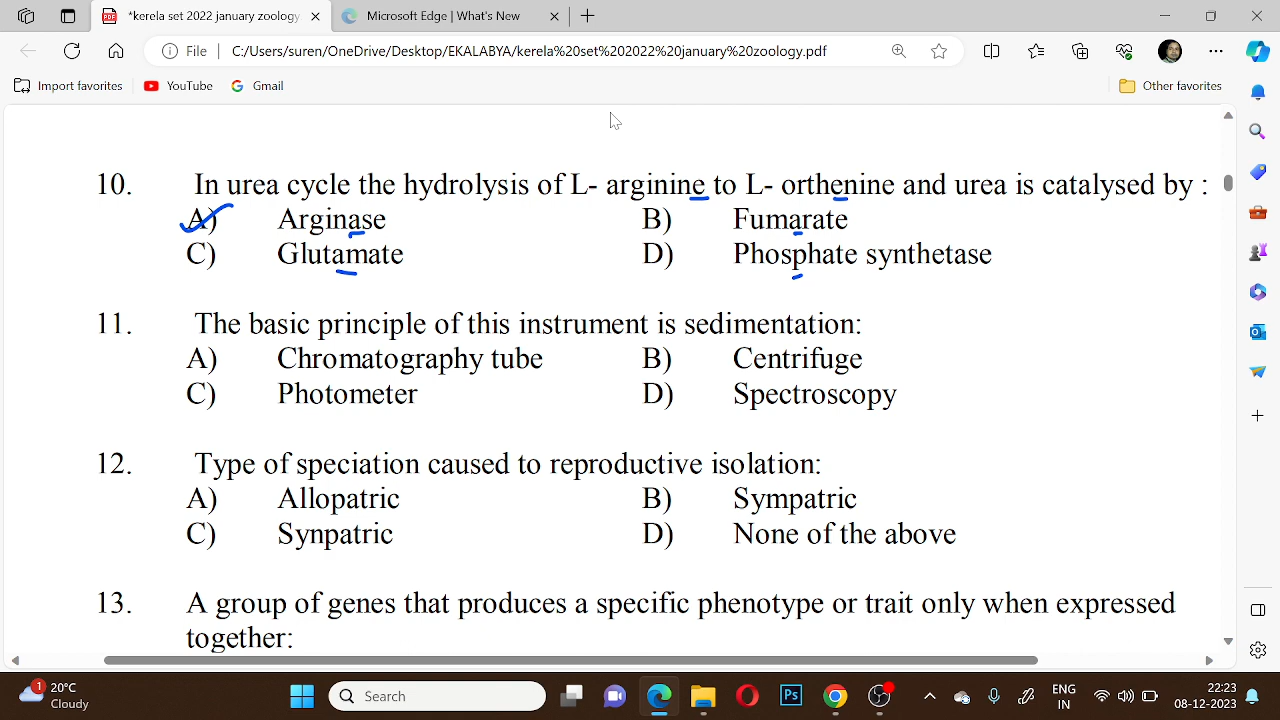 *kerela set 2022 january zoology
Microsoft Edge | What's New
File
C:/Users/suren/OneDrive/Desktop/EKALABYA/kerela%20set%202022%20january%20zoology.pdf
Import favorites
YouTube
Gmail
Other favorites
10. In urea cycle the hydrolysis of L- arginine to L- orthenine and urea is catalysed by :
A) Arginase B) Fumarate
C) Glutamate D) Phosphate synthetase
11. The basic principle of this instrument is sedimentation:
A) Chromatography tube B) Centrifuge
C) Photometer D) Spectroscopy
12. Type of speciation caused to reproductive isolation:
A) Allopatric B) Sympatric
C) Synpatric D) None of the above
13. A group of genes that produces a specific phenotype or trait only when expressed
together:
1
20°C
Cloudy
Search
Ps
ENG
IN
22:23
08-12-2023